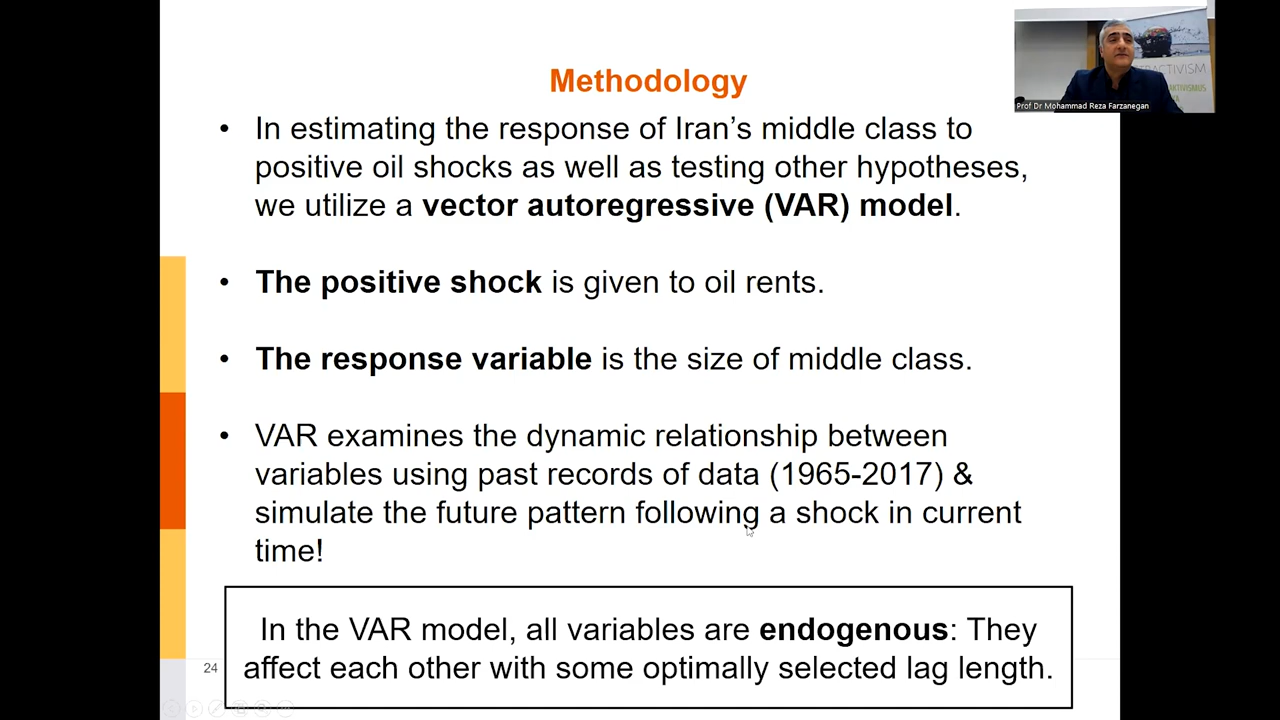 Methodology
• In estimating the response of Iran’s middle class to
positive oil shocks as well as testing other hypotheses,
we utilize a vector autoregressive (VAR) model.
• The positive shock is given to oil rents.
• The response variable is the size of middle class.
• VAR examines the dynamic relationship between
variables using past records of data (1965-2017) &
simulate the future pattern following a shock in current
time!
In the VAR model, all variables are endogenous: They
affect each other with some optimally selected lag length.
24
Prof Dr Mohammad Reza Farzanegan